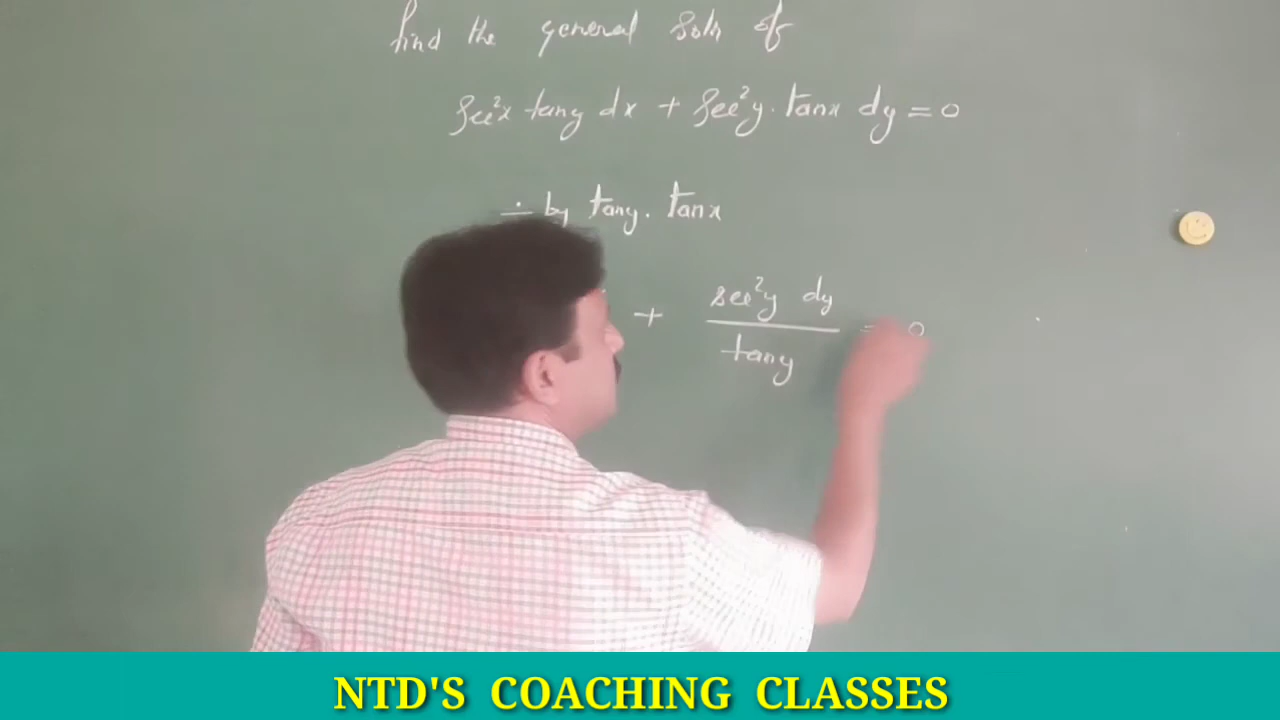 find the general soln of
sec²x tany dx + sec²y. tanx dy = 0
÷ by tany. tanx
+ sec²y dy / tany = 0
NTD'S COACHING CLASSES